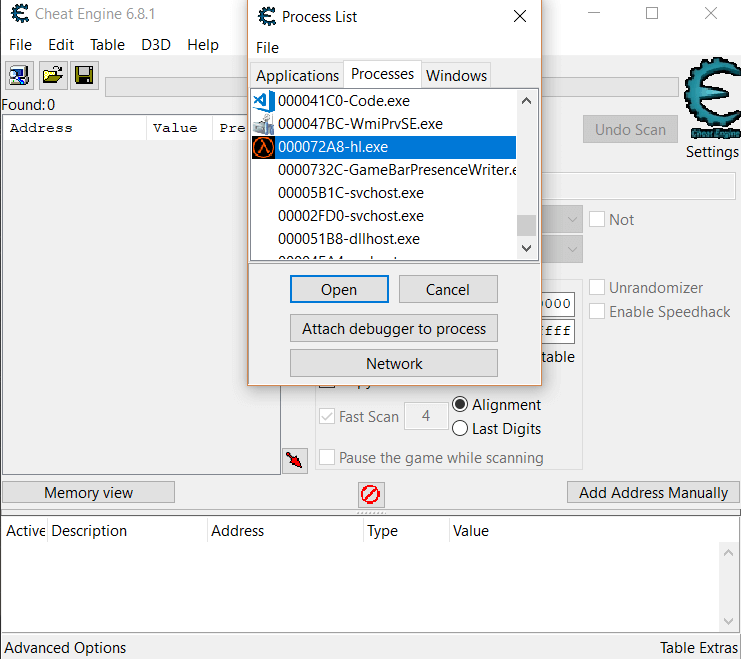 Cheat Engine 6.8.1
File Edit Table D3D Help
Process List
File
Applications Processes Windows
000041C0-Code.exe
000047BC-WmiPrvSE.exe
000072A8-hl.exe
0000732C-GameBarPresenceWriter.e
00005B1C-svchost.exe
00002FD0-svchost.exe
000051B8-dllhost.exe
Open Cancel
Attach debugger to process
Network
Found:0
Address Value Pre
Undo Scan
Cheat Engine
Settings
Not
Unrandomizer
Enable Speedhack
0000
ffff
table
Fast Scan 4 Alignment
Last Digits
Pause the game while scanning
Memory view Add Address Manually
Active Description Address Type Value
Advanced Options Table Extras